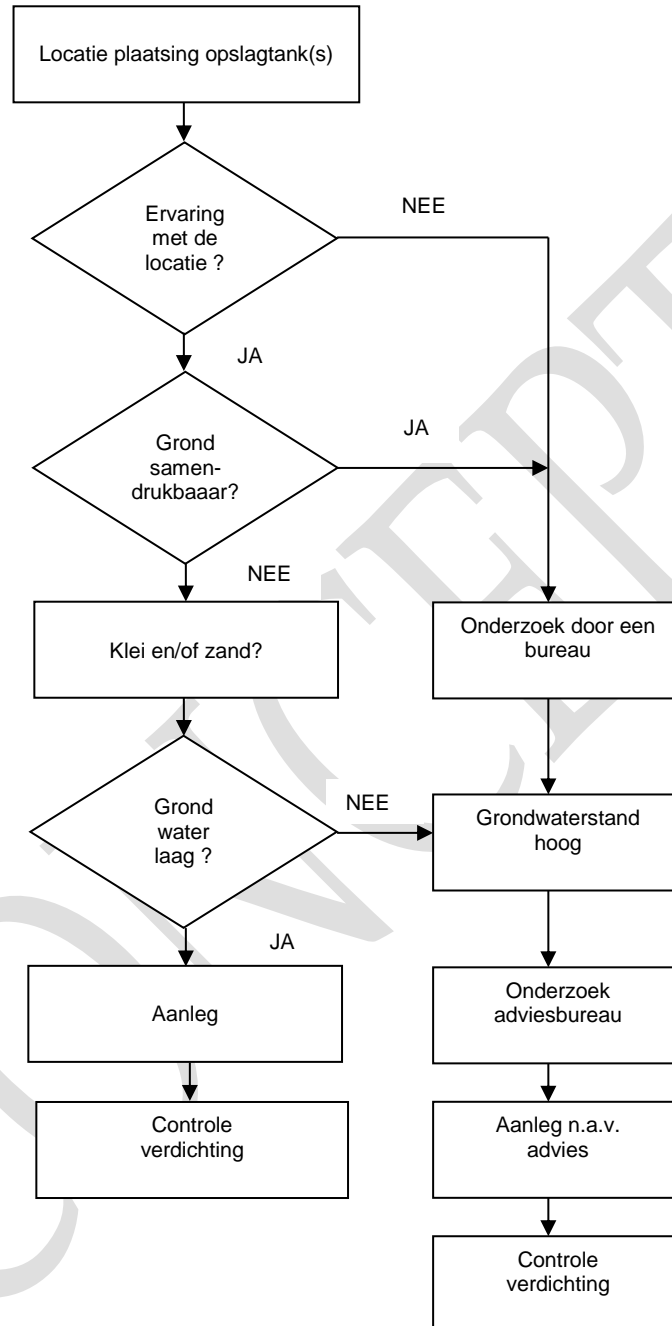 Locatie plaatsing opslagtank(s)
Ervaring
met de
locatie ?
NEE
JA
Grond
samen-
drukbaaar?
JA
NEE
Klei en/of zand?
Onderzoek door een
bureau
Grond
water
laag ?
NEE
Grondwaterstand
hoog
JA
Aanleg
Onderzoek
adviesbureau
Controle
verdichting
Aanleg n.a.v.
advies
Controle
verdichting
CONCEPT